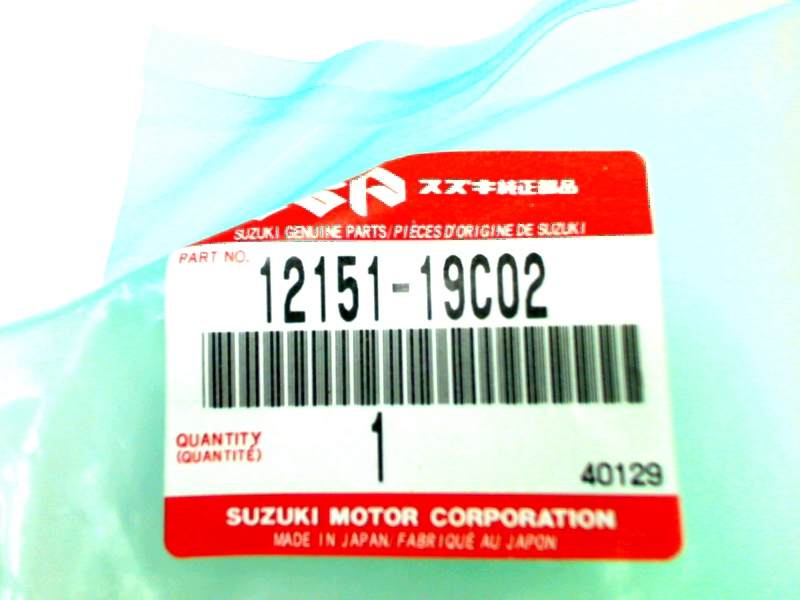 スズキ純正部品
SUZUKI GENUINE PARTS/PIÈCES D'ORIGINE DE SUZUKI
PART NO. 12151-19C02
QUANTITY 1
(QUANTITÉ)
40129
SUZUKI MOTOR CORPORATION
MADE IN JAPAN/FABRIQUÉ AU JAPON